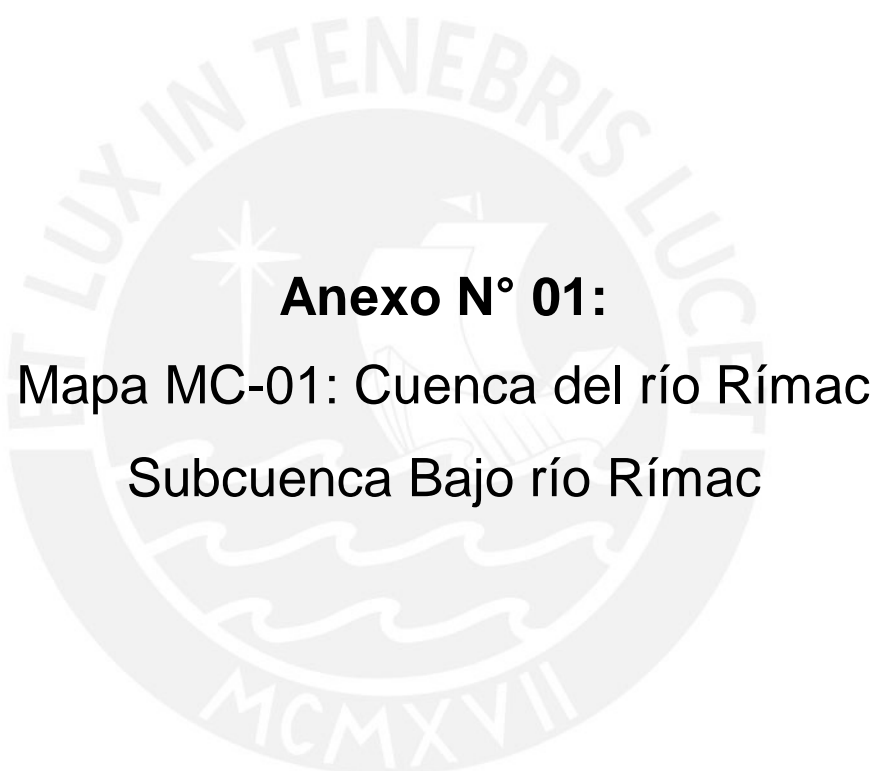 ET LUX IN TENEBRIS LUCET
Anexo N° 01:
Mapa MC-01: Cuenca del río Rímac
Subcuenca Bajo río Rímac
MCMXVII